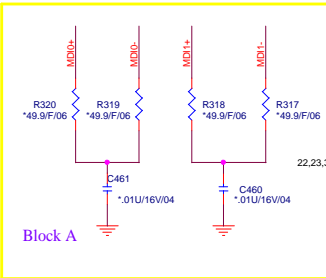 MDI0+
MDI0-
MDI1+
MDI1-
R320
*49.9/F/06
R319
*49.9/F/06
R318
*49.9/F/06
R317
*49.9/F/06
22,23,3
C461
*.01U/16V/04
C460
*.01U/16V/04
Block A